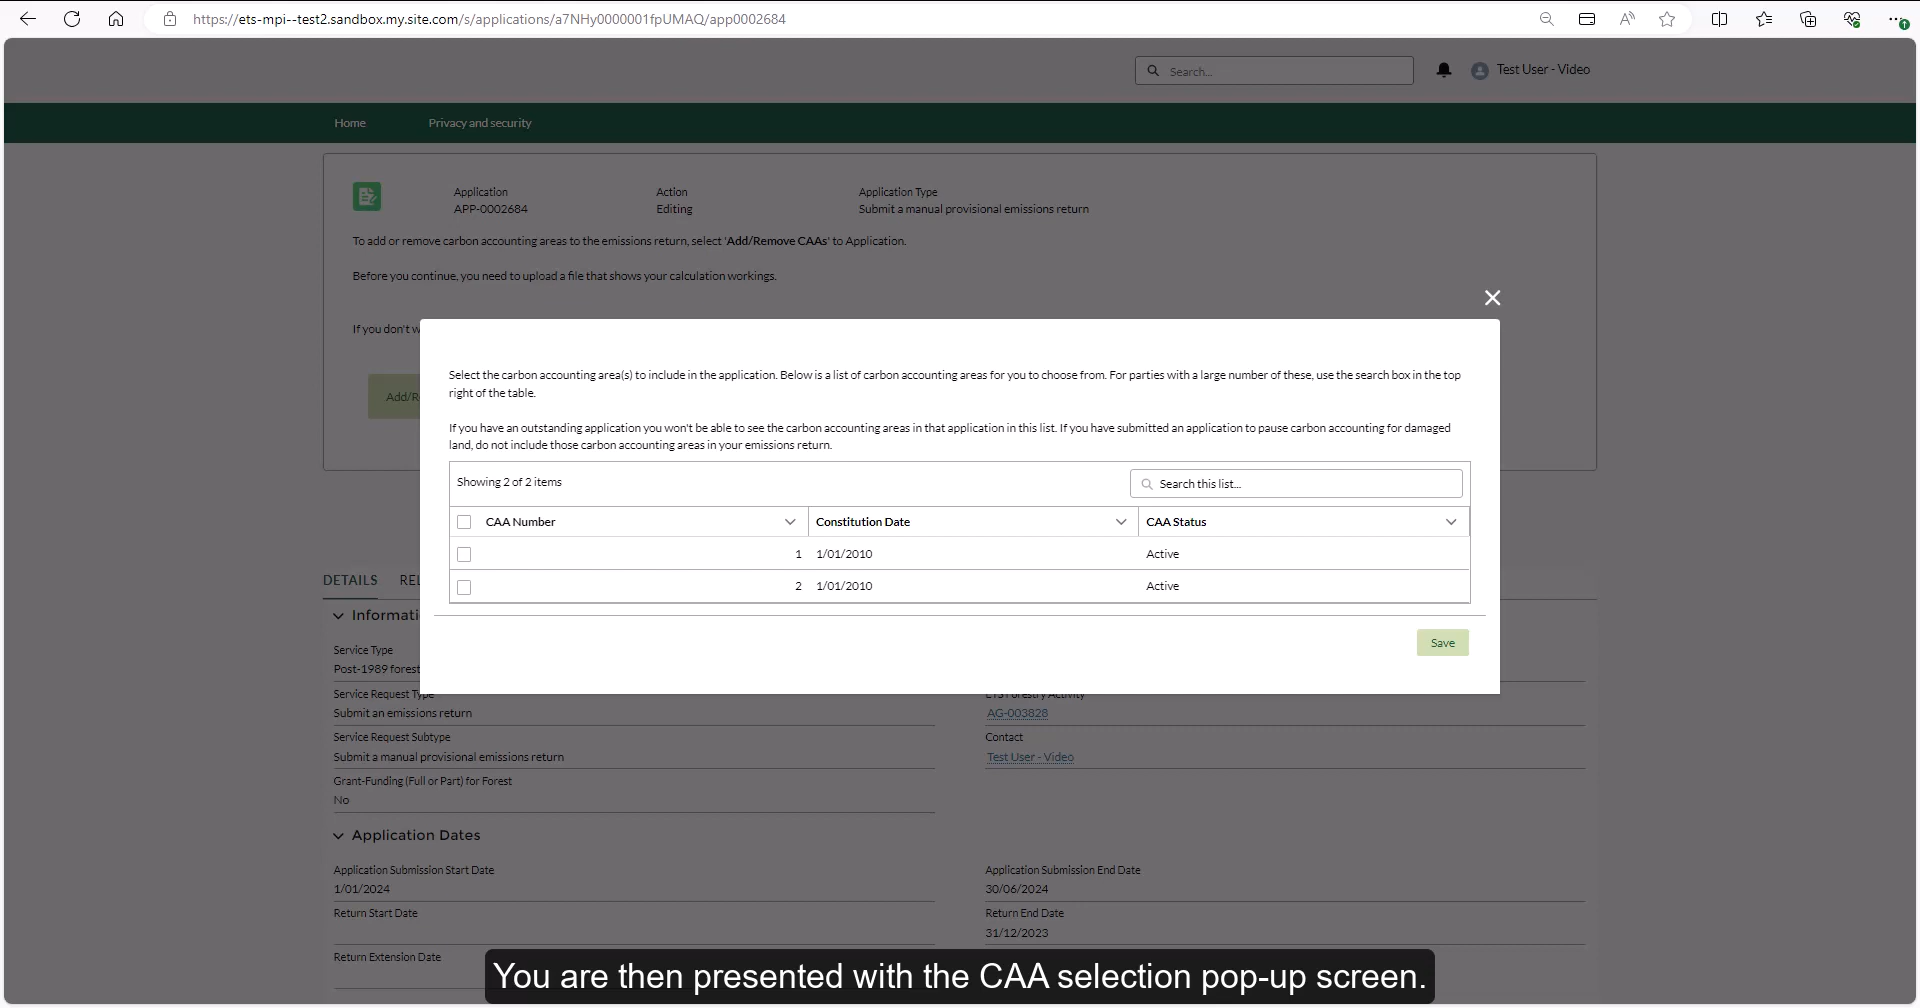 https://ets-mpi--test2.sandbox.my.site.com/s/applications/a7NHy0000001fpUMAQ/app0002684
Search...
Test User - Video
Home
Privacy and security
Application
Action
Application Type
APP-0002684
Editing
Submit a manual provisional emissions return
To add or remove carbon accounting areas to the emissions return, select 'Add/Remove CAAs' to Application.
Before you continue, you need to upload a file that shows your calculation workings.
If you don't w
Add/R
Select the carbon accounting area(s) to include in the application. Below is a list of carbon accounting areas for you to choose from. For parties with a large number of these, use the search box in the top
right of the table.
If you have an outstanding application you won't be able to see the carbon accounting areas in that application in this list. If you have submitted an application to pause carbon accounting for damaged
land, do not include those carbon accounting areas in your emissions return.
Showing 2 of 2 items
Search this list...
CAA Number
Constitution Date
CAA Status
1
1/01/2010
Active
2
1/01/2010
Active
Save
DETAILS
REL
Informati
Service Type
Post-1989 forest
Service Request Type
ETS Forestry Activity
Submit an emissions return
AG-003828
Service Request Subtype
Contact
Submit a manual provisional emissions return
Test User - Video
Grant-Funding (Full or Part) for Forest
No
Application Dates
Application Submission Start Date
Application Submission End Date
1/01/2024
30/06/2024
Return Start Date
Return End Date
31/12/2023
Return Extension Date
You are then presented with the CAA selection pop-up screen.